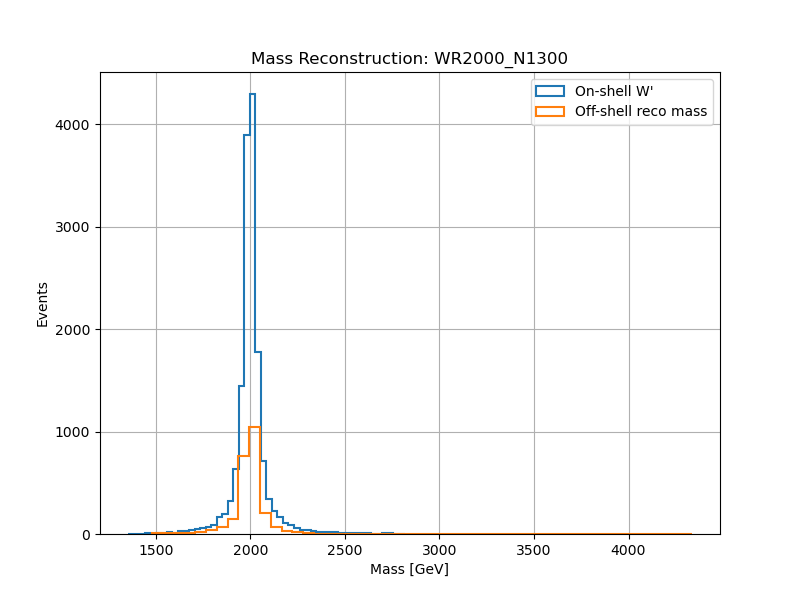 Mass Reconstruction: WR2000_N1300
On-shell W'
Off-shell reco mass
4000
3000
2000
1000
0
Events
1500 2000 2500 3000 3500 4000
Mass [GeV]